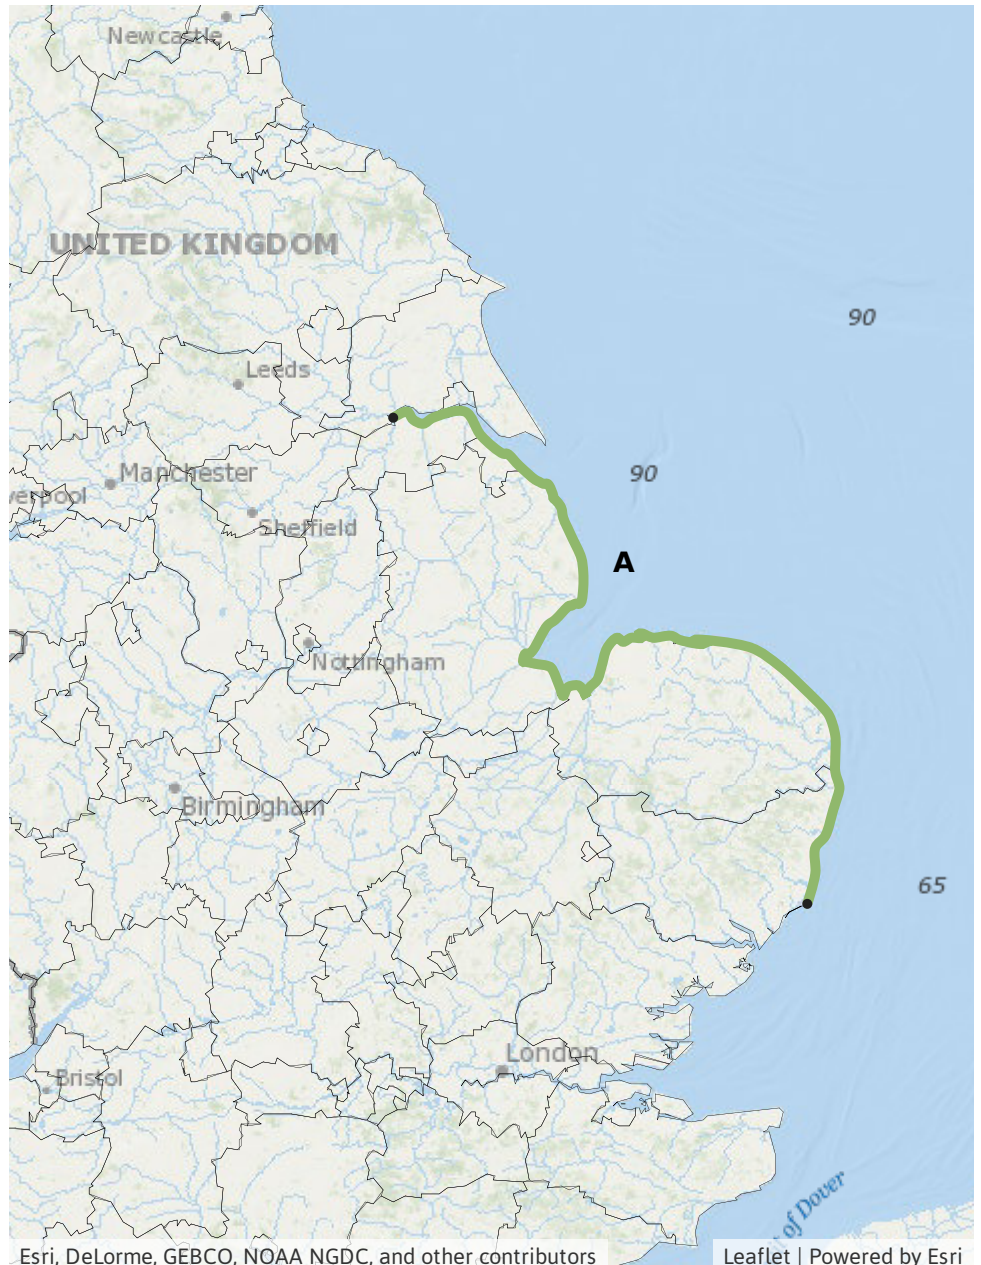 Newcastle
UNITED KINGDOM
90
Leeds
Manchester
90
verpool
Sheffield
A
Nottingham
Birmingham
65
London
Bristol
of Dover
Esri, DeLorme, GEBCO, NOAA NGDC, and other contributors
Leaflet | Powered by Esri